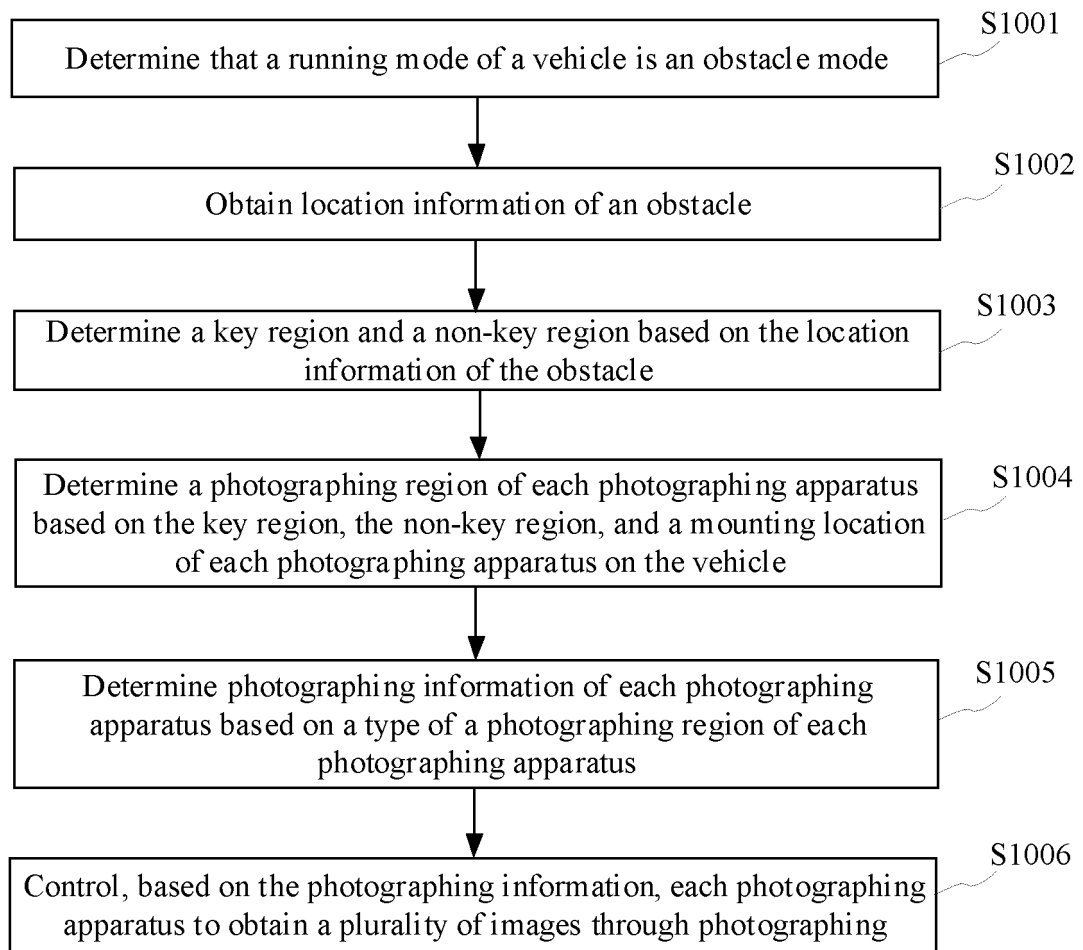 S1001
Determine that a running mode of a vehicle is an obstacle mode
S1002
Obtain location information of an obstacle
S1003
Determine a key region and a non-key region based on the location
information of the obstacle
S1004
Determine a photographing region of each photographing apparatus
based on the key region, the non-key region, and a mounting location
of each photographing apparatus on the vehicle
S1005
Determine photographing information of each photographing
apparatus based on a type of a photographing region of each
photographing apparatus
S1006
Control, based on the photographing information, each photographing
apparatus to obtain a plurality of images through photographing